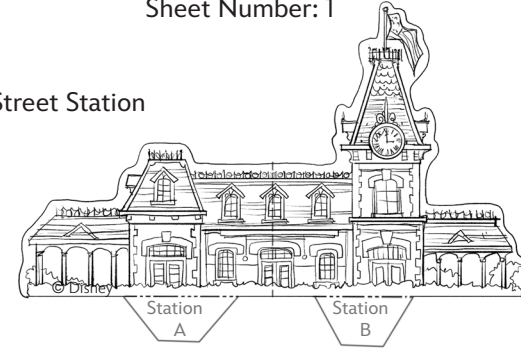 Sheet Number: 1
Street Station
© Disney
Station
A
Station
B